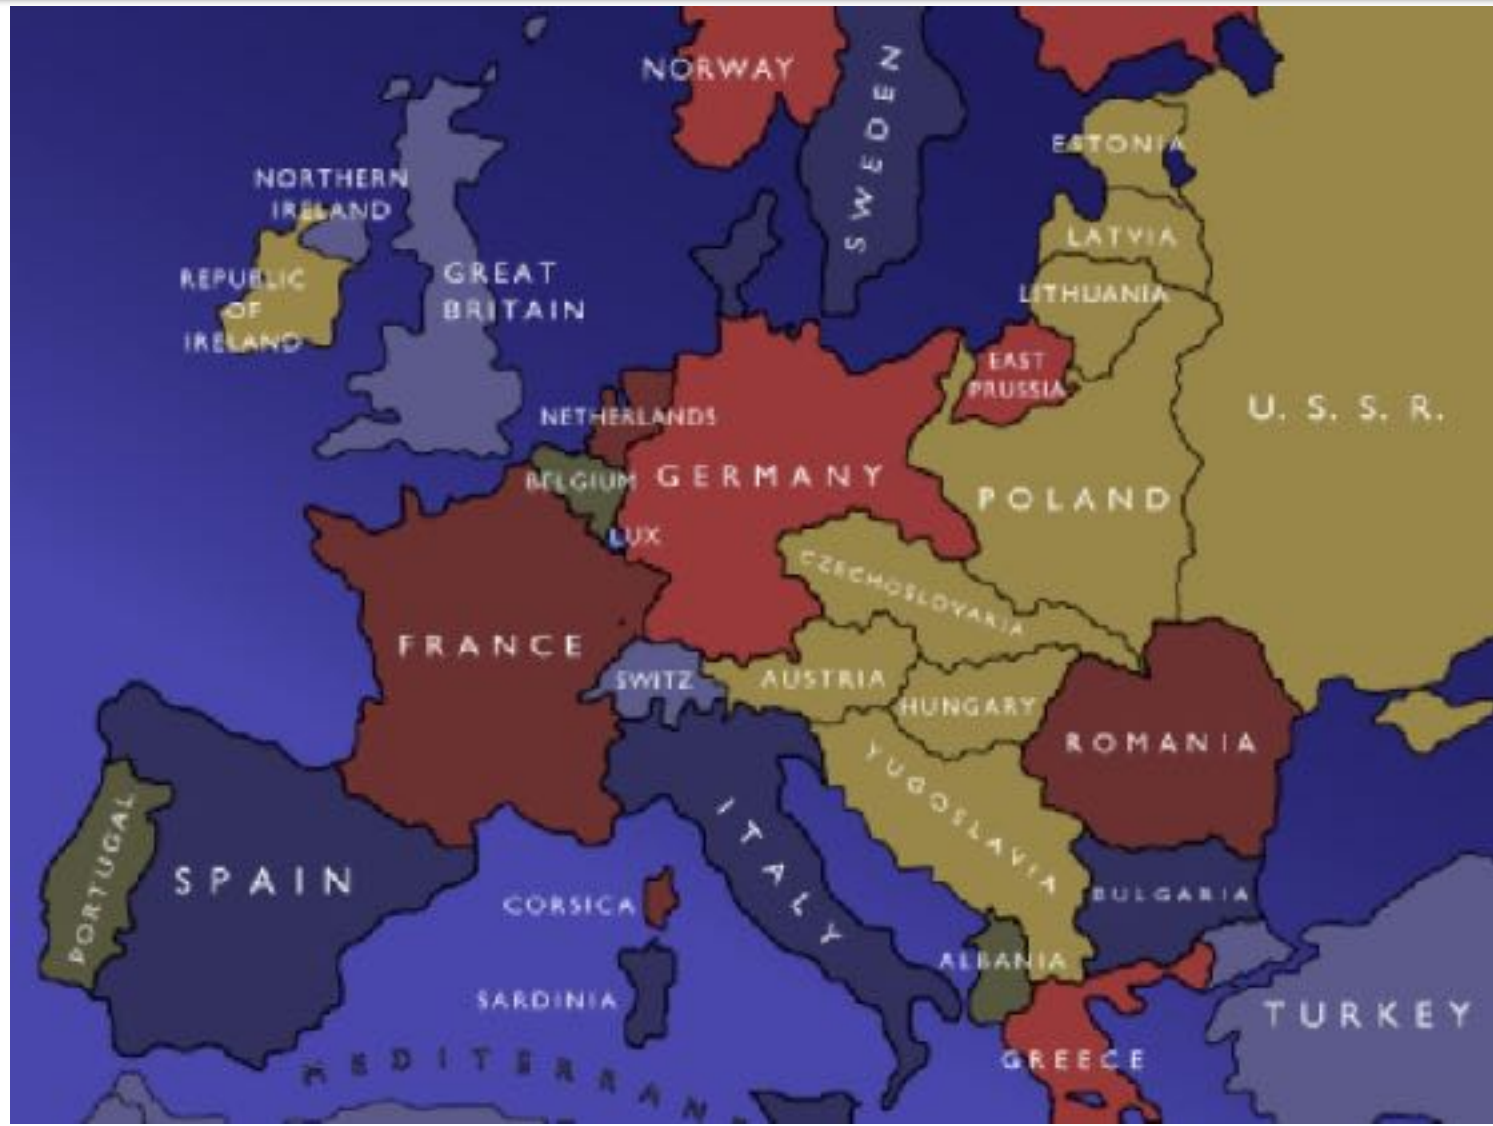 NORWAY
SWEDEN
ESTONIA
NORTHERN
IRELAND
LATVIA
REPUBLIC
OF
IRELAND
GREAT
BRITAIN
LITHUANIA
EAST
PRUSSIA
U. S. S. R.
NETHERLANDS
BELGIUM
GERMANY
POLAND
LUX
CZECHOSLOVAKIA
FRANCE
SWITZ
AUSTRIA
HUNGARY
ROMANIA
YUGOSLAVIA
PORTUGAL
SPAIN
ITALY
CORSICA
BULGARIA
ALBANIA
SARDINIA
TURKEY
GREECE
MEDITERRAN